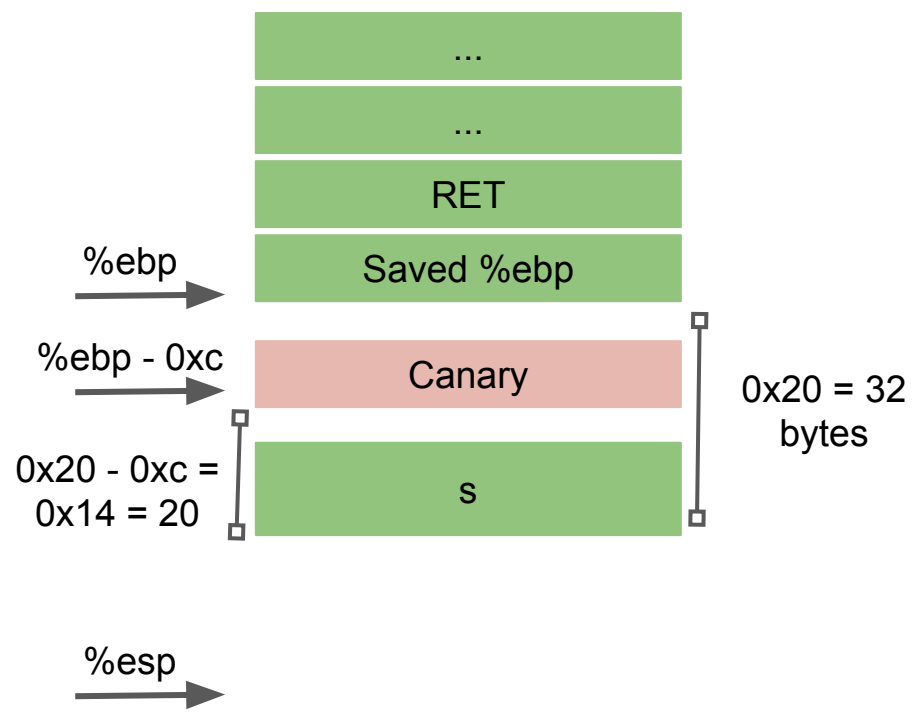 ...
...
RET
%ebp
Saved %ebp
%ebp - 0xc
Canary
0x20 = 32
bytes
0x20 - 0xc =
0x14 = 20
s
%esp